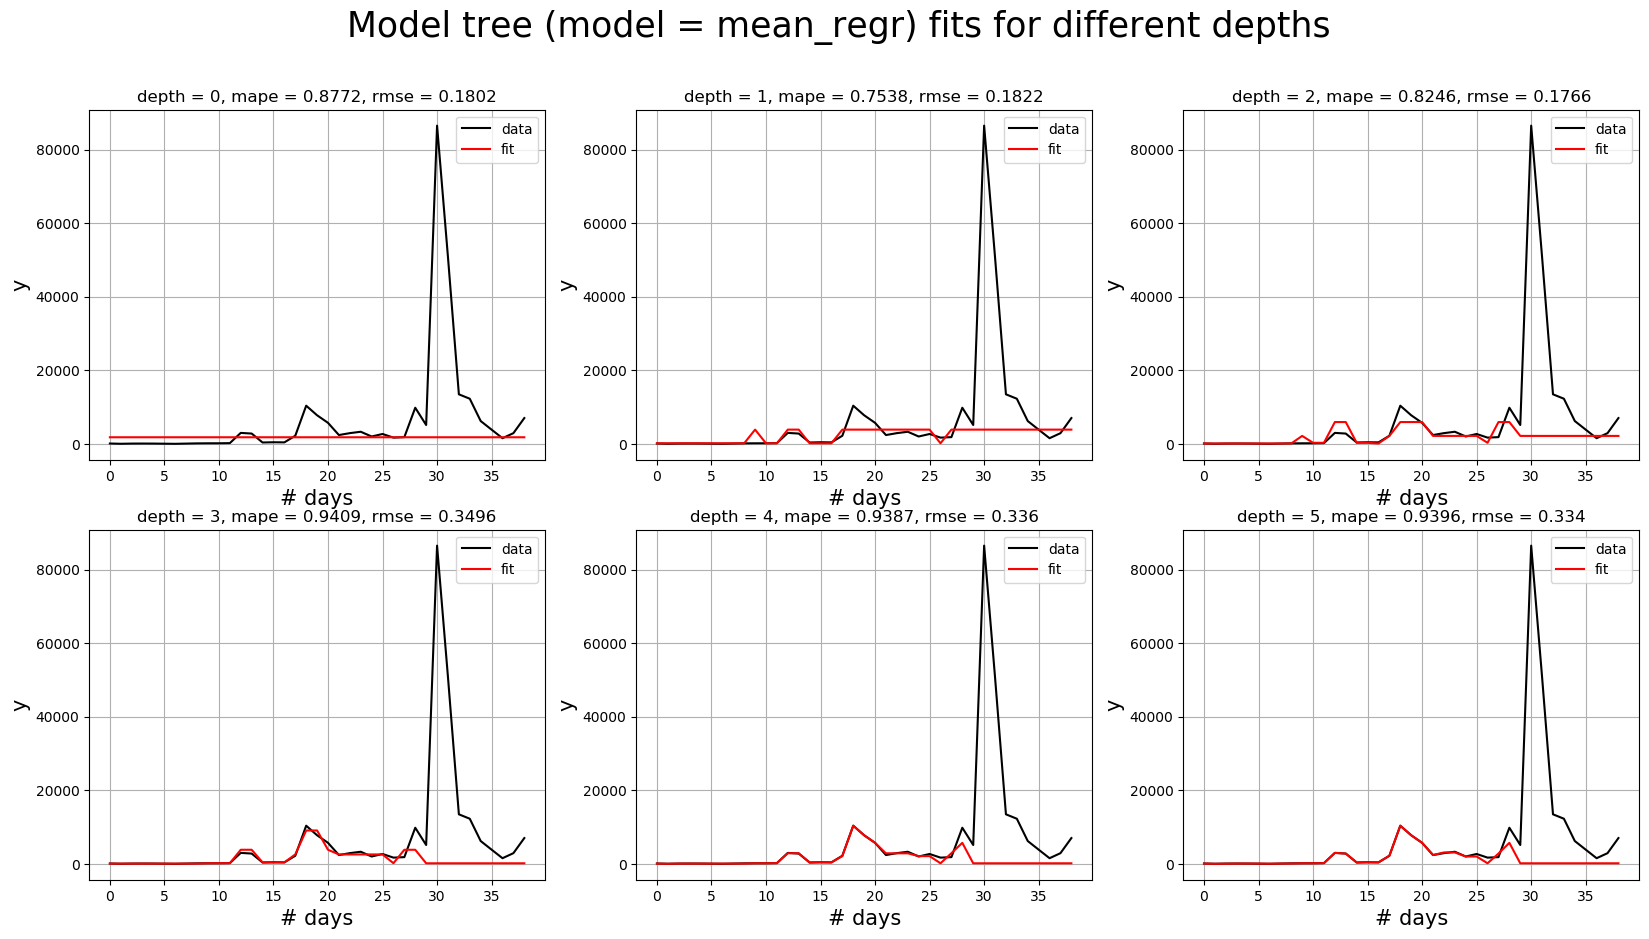 Model tree (model = mean_regr) fits for different depths
depth = 0, mape = 0.8772, rmse = 0.1802
data
fit
80000
60000
40000
20000
0
y
0 5 10 15 20 25 30 35
# days
depth = 1, mape = 0.7538, rmse = 0.1822
data
fit
80000
60000
40000
20000
0
y
0 5 10 15 20 25 30 35
# days
depth = 2, mape = 0.8246, rmse = 0.1766
data
fit
80000
60000
40000
20000
0
y
0 5 10 15 20 25 30 35
# days
depth = 3, mape = 0.9409, rmse = 0.3496
data
fit
80000
60000
40000
20000
0
y
0 5 10 15 20 25 30 35
# days
depth = 4, mape = 0.9387, rmse = 0.336
data
fit
80000
60000
40000
20000
0
y
0 5 10 15 20 25 30 35
# days
depth = 5, mape = 0.9396, rmse = 0.334
data
fit
80000
60000
40000
20000
0
y
0 5 10 15 20 25 30 35
# days